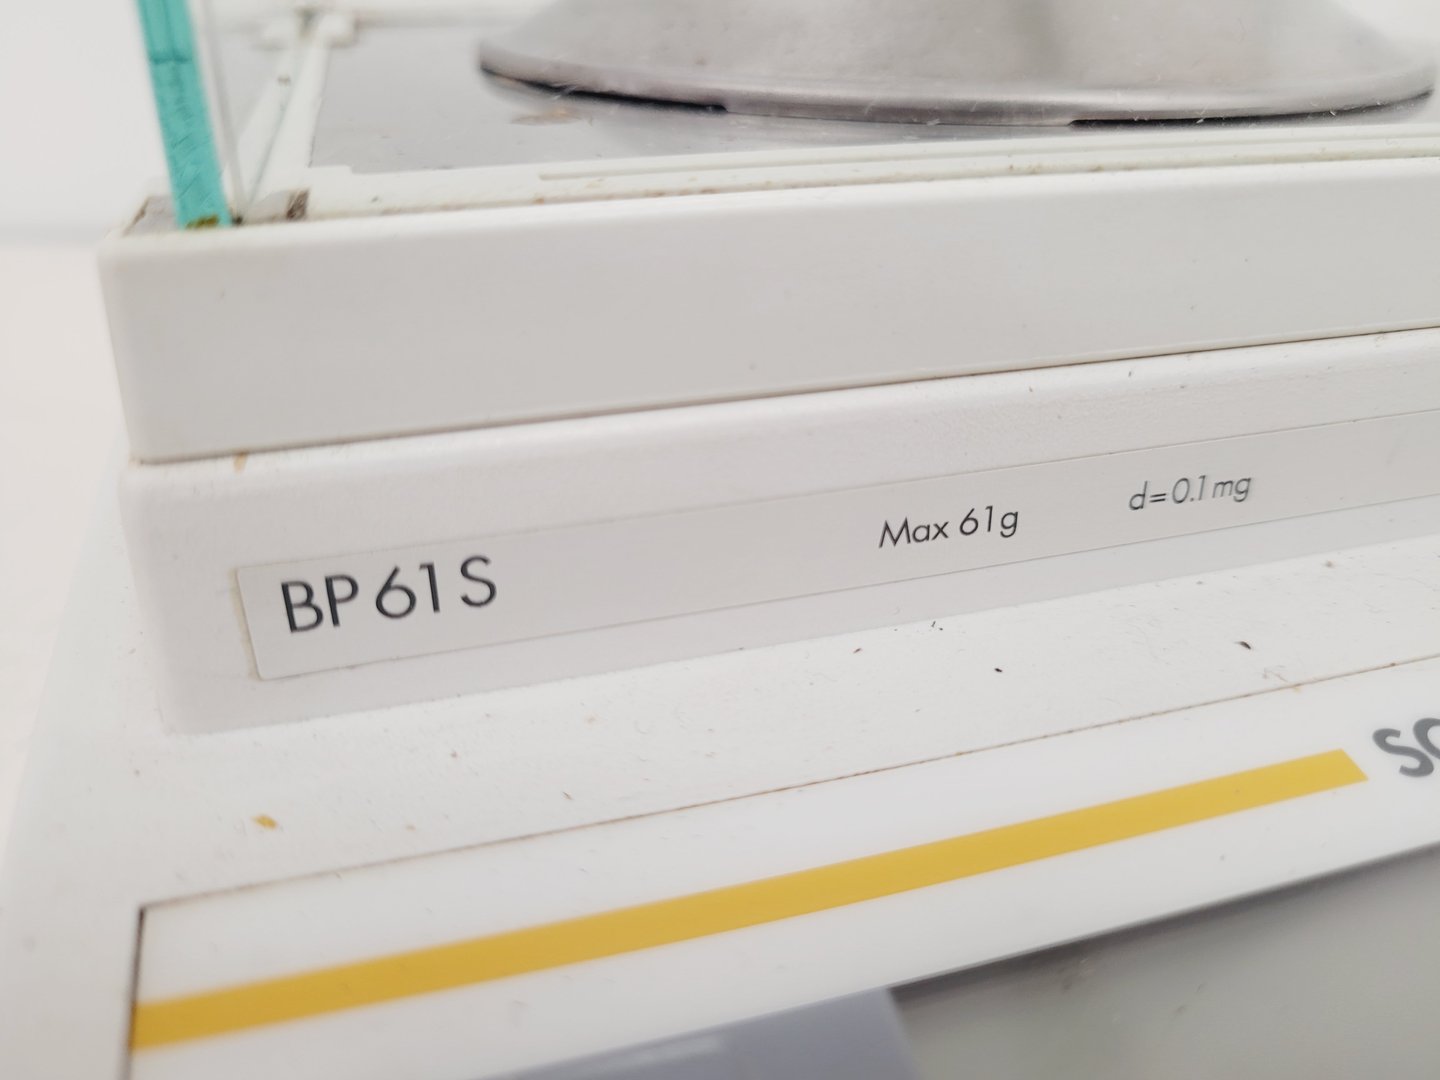 BP 61 S
Max 61g
d=0.1mg